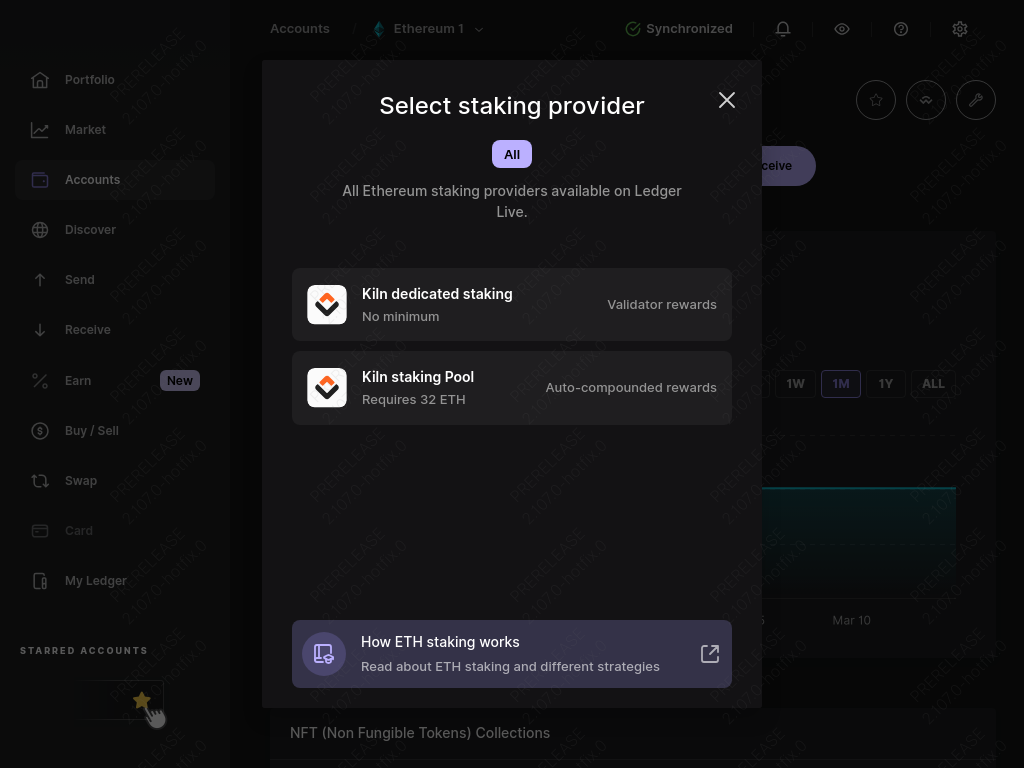 Accounts
/
Ethereum 1
Synchronized
Portfolio
Market
Accounts
Discover
Send
Receive
Earn
New
Buy / Sell
Swap
Card
My Ledger
STARRED ACCOUNTS
Select staking provider
All
All Ethereum staking providers available on Ledger
Live.
Kiln dedicated staking
No minimum
Validator rewards
Kiln staking Pool
Requires 32 ETH
Auto-compounded rewards
How ETH staking works
Read about ETH staking and different strategies
1W
1M
1Y
ALL
Mar 10
NFT (Non Fungible Tokens) Collections
PRERELEASE